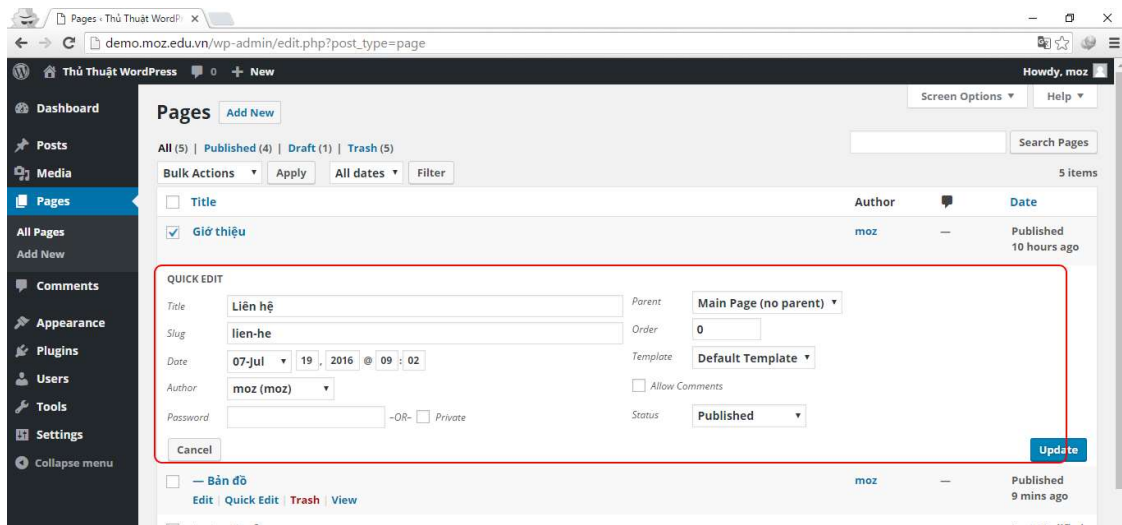 Pages ‹ Thủ Thuật WordPr
demo.moz.edu.vn/wp-admin/edit.php?post_type=page
Thủ Thuật WordPress 0 + New Howdy, moz
Dashboard
Posts
Media
Pages
All Pages
Add New
Comments
Appearance
Plugins
Users
Tools
Settings
Collapse menu
Screen Options Help
Pages Add New
All (5) | Published (4) | Draft (1) | Trash (5) Search Pages
Bulk Actions Apply All dates Filter 5 items
Title Author Date
Giớ thiệu moz — Published
10 hours ago
QUICK EDIT
Title Liên hệ Parent Main Page (no parent)
Slug lien-he Order 0
Date 07-Jul 19 , 2016 @ 09 : 02 Template Default Template
Author moz (moz) Allow Comments
Password –OR– Private Status Published
Cancel Update
— Bản đồ moz — Published
Edit | Quick Edit | Trash | View 9 mins ago